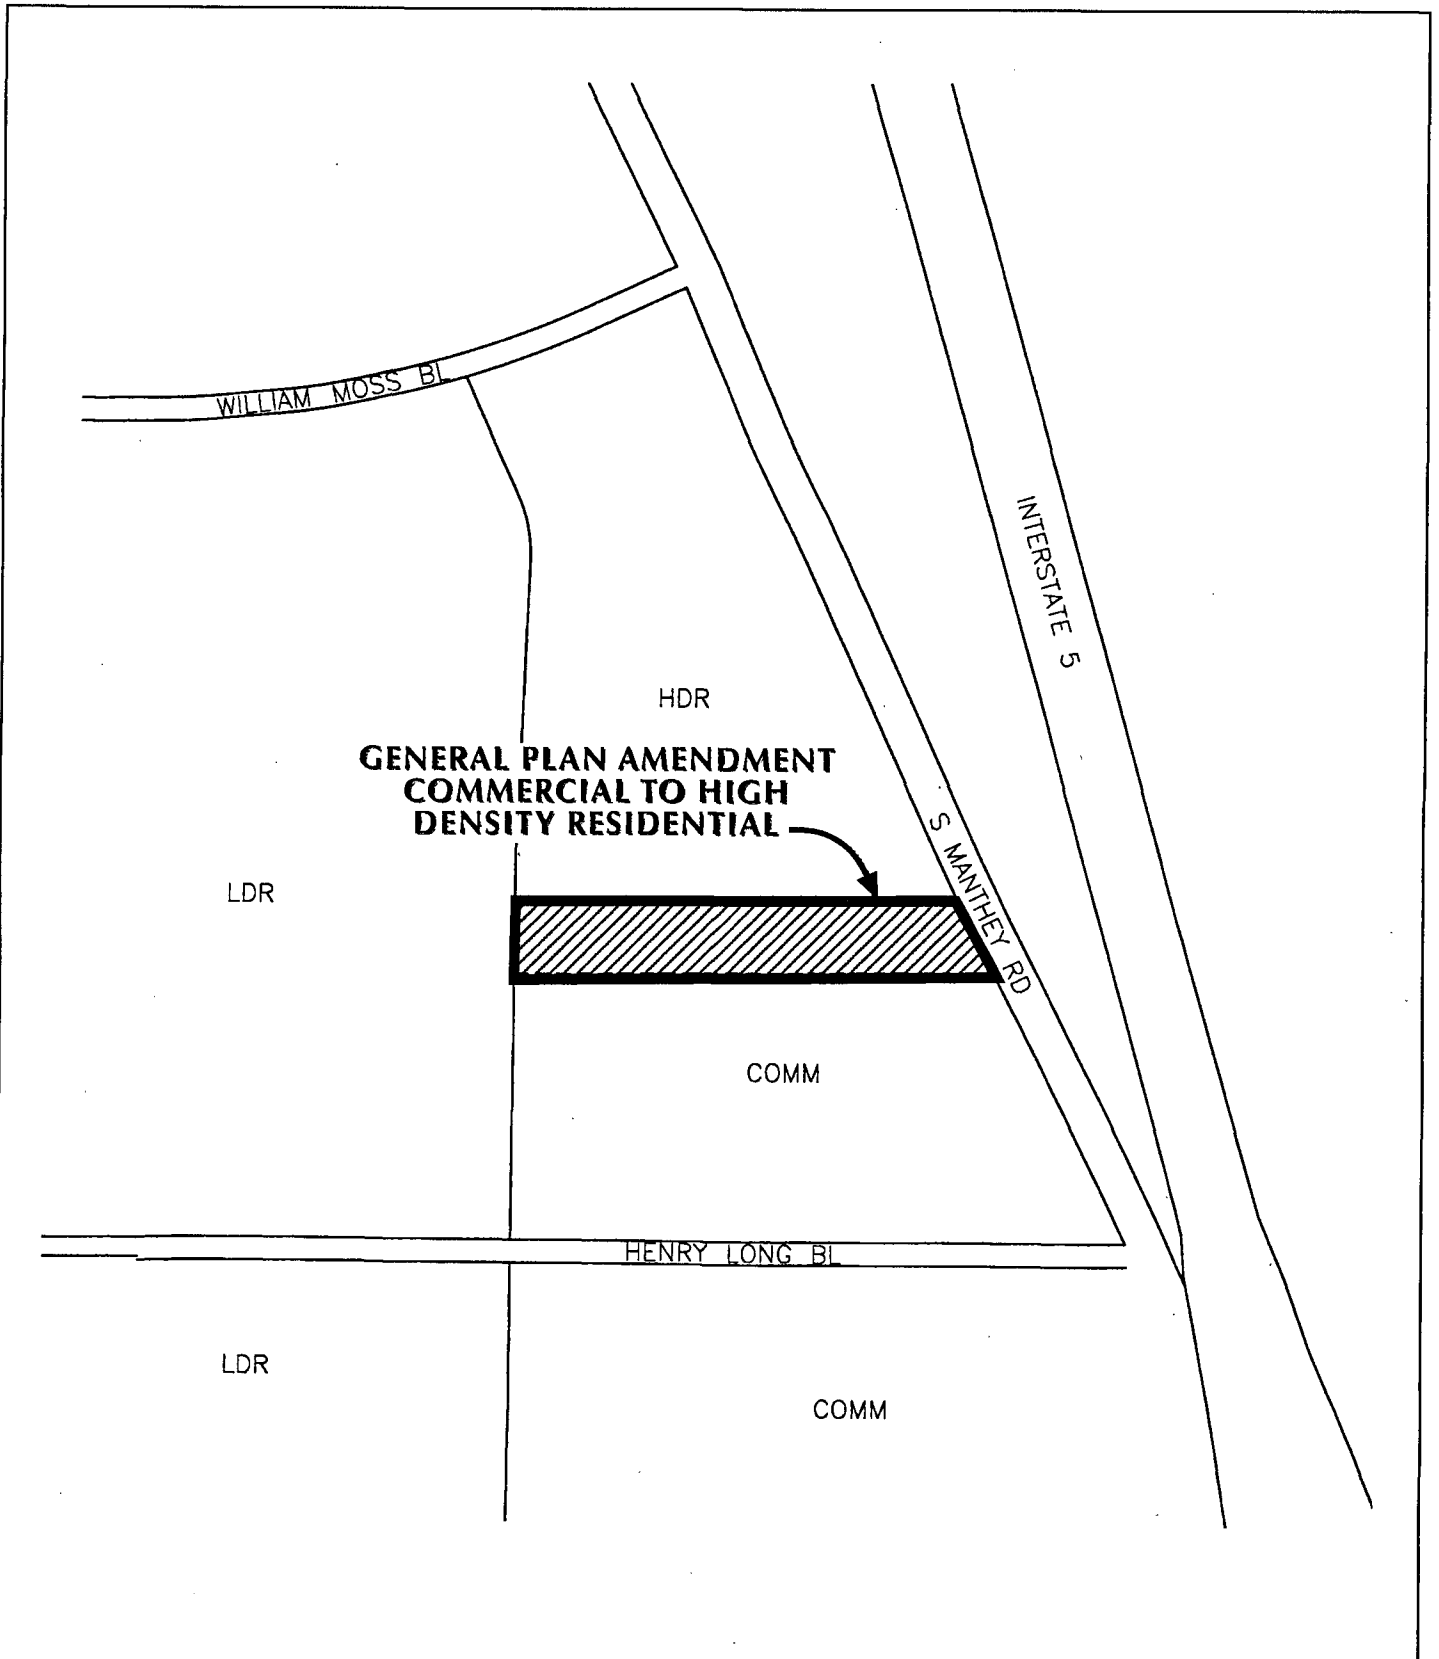 WILLIAM MOSS BL
INTERSTATE 5
HDR
GENERAL PLAN AMENDMENT
COMMERCIAL TO HIGH
DENSITY RESIDENTIAL
S MANTHEY RD
LDR
COMM
HENRY LONG BL
LDR
COMM